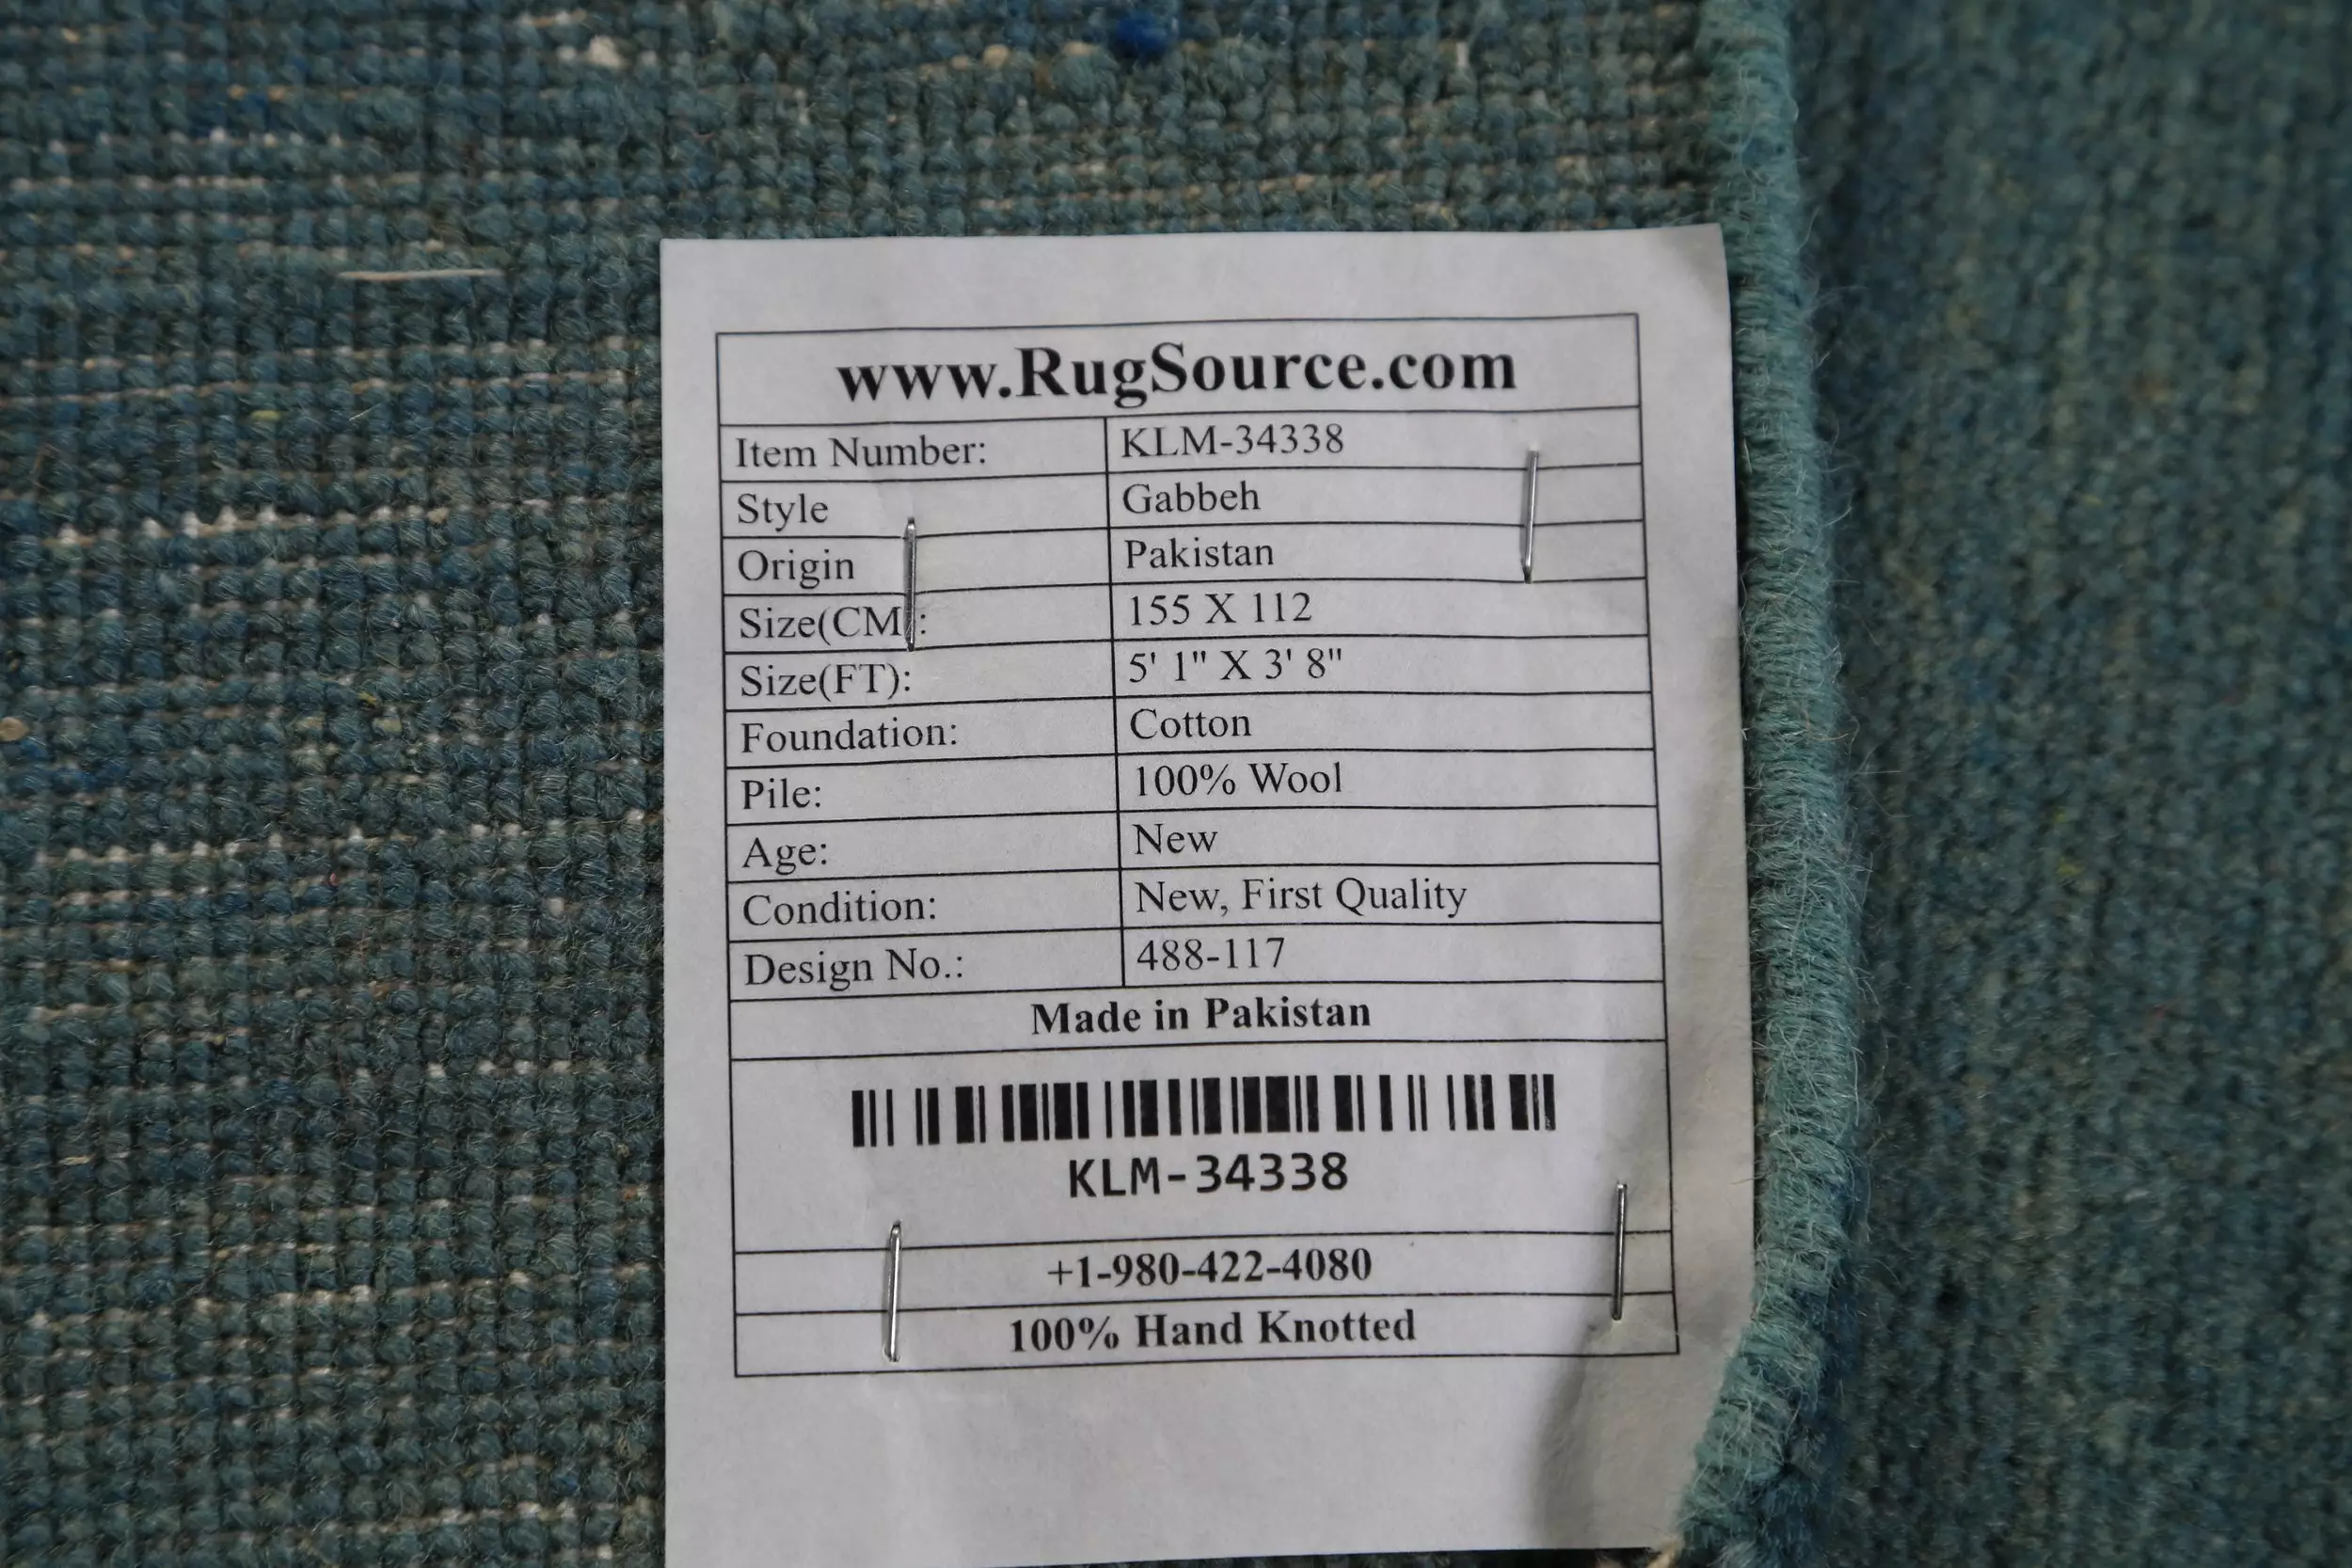 www.RugSource.com
Item Number: KLM-34338
Style Gabbeh
Origin Pakistan
Size(CM): 155 X 112
Size(FT): 5' 1" X 3' 8"
Foundation: Cotton
Pile: 100% Wool
Age: New
Condition: New, First Quality
Design No.: 488-117
Made in Pakistan
KLM-34338
+1-980-422-4080
100% Hand Knotted